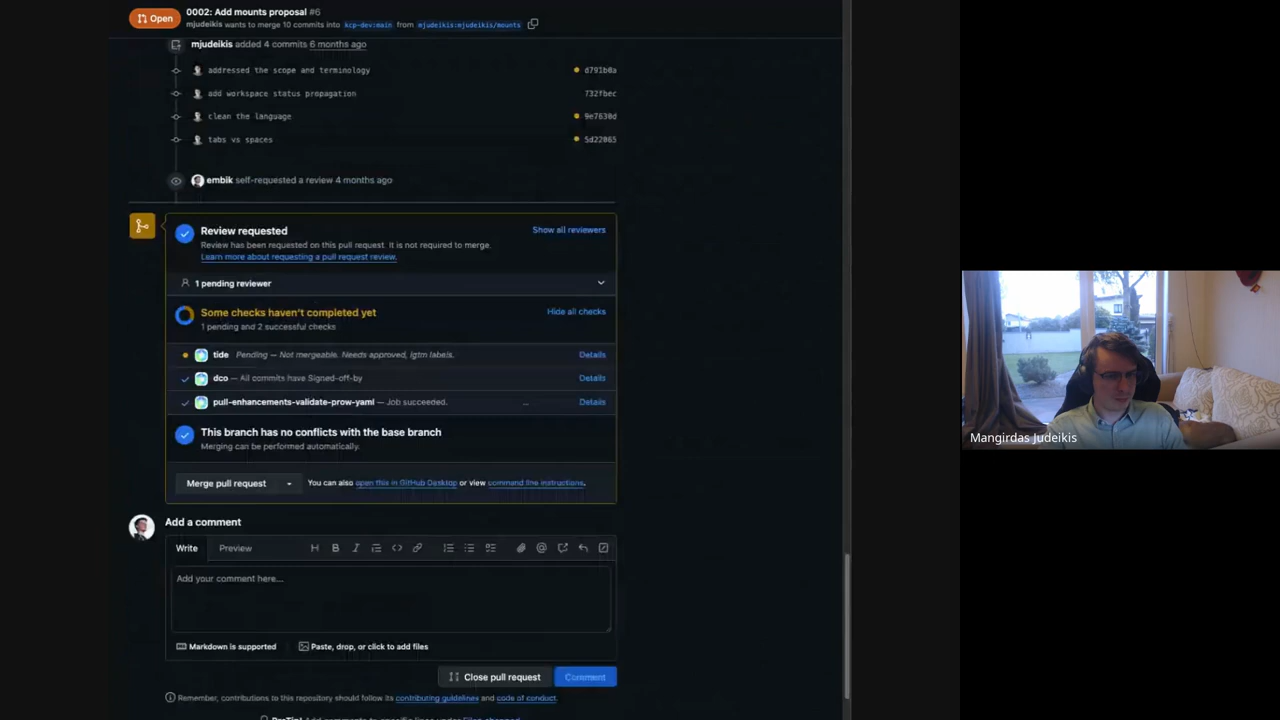 Open
0002: Add mounts proposal #6
mjudeikis wants to merge 10 commits into kcp-dev:main from mjudeikis:mjudeikis/mounts
mjudeikis added 4 commits 6 months ago
addressed the scope and terminology d791b0a
add workspace status propagation 732fbec
clean the language 9e7630d
tabs vs spaces 5d22065
embik self-requested a review 4 months ago
Review requested Show all reviewers
Review has been requested on this pull request. It is not required to merge.
Learn more about requesting a pull request review.
1 pending reviewer
Some checks haven't completed yet Hide all checks
1 pending and 2 successful checks
tide Pending — Not mergeable. Needs approved, lgtm labels. Details
dco — All commits have Signed-off-by Details
pull-enhancements-validate-prow-yaml — Job succeeded. ... Details
This branch has no conflicts with the base branch
Merging can be performed automatically.
Merge pull request You can also open this in GitHub Desktop or view command line instructions.
Add a comment
Write Preview
Add your comment here...
Markdown is supported Paste, drop, or click to add files
Close pull request Comment
Remember, contributions to this repository should follow its contributing guidelines and code of conduct.
ProTip! Add comments to specific lines under Files changed.
Mangirdas Judeikis